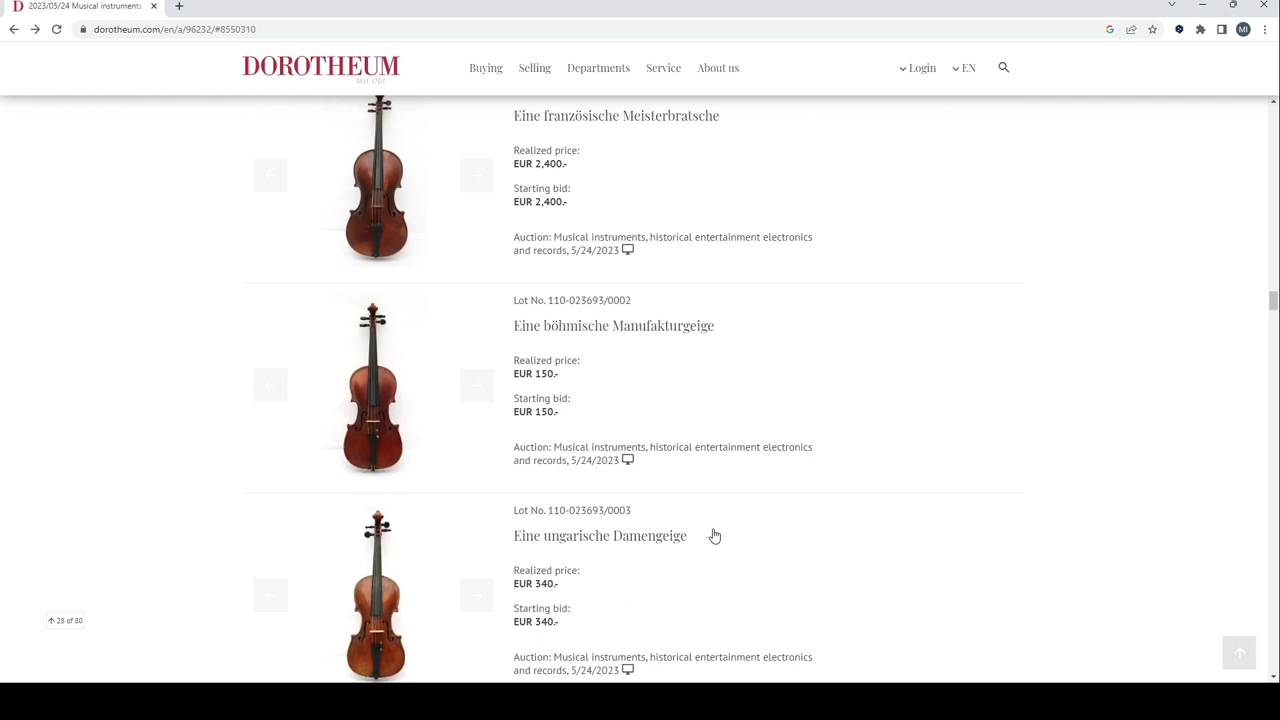 2023/05/24 Musical instruments,
dorotheum.com/en/a/96232/#8550310
MI
DOROTHEUM
SEIT 1707
Buying
Selling
Departments
Service
About us
Login
EN
Eine französische Meisterbratsche
Realized price:
EUR 2,400.-
Starting bid:
EUR 2,400.-
Auction: Musical instruments, historical entertainment electronics
and records, 5/24/2023
Lot No. 110-023693/0002
Eine böhmische Manufakturgeige
Realized price:
EUR 150.-
Starting bid:
EUR 150.-
Auction: Musical instruments, historical entertainment electronics
and records, 5/24/2023
Lot No. 110-023693/0003
Eine ungarische Damengeige
Realized price:
EUR 340.-
Starting bid:
EUR 340.-
Auction: Musical instruments, historical entertainment electronics
and records, 5/24/2023
28 of 80